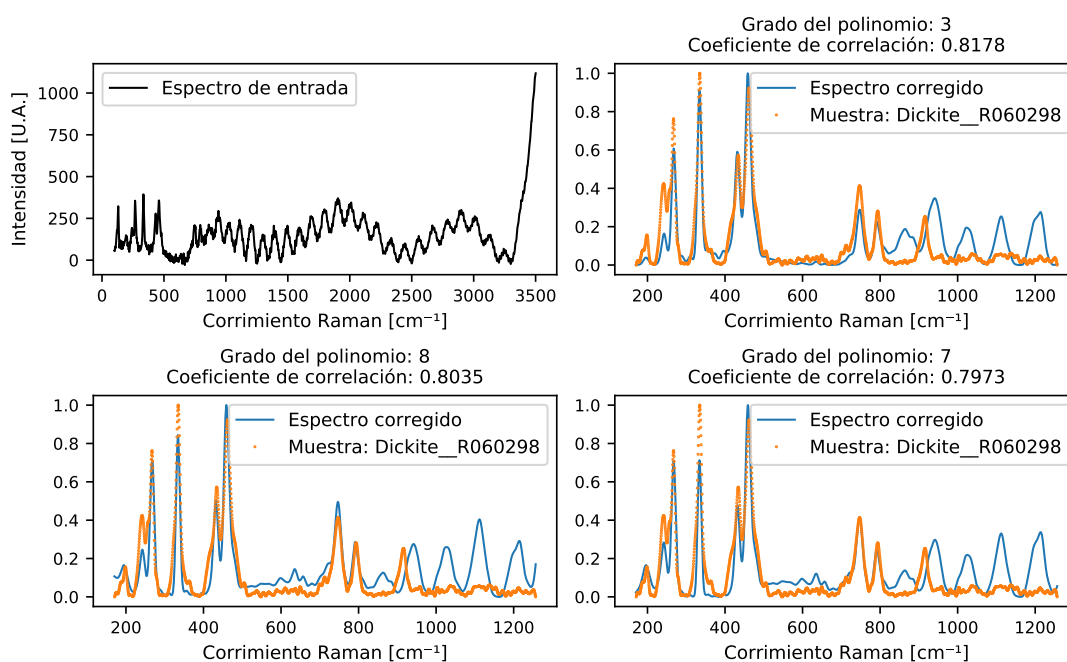 Espectro de entrada
Intensidad [U.A.]
1000
750
500
250
0
0 500 1000 1500 2000 2500 3000 3500
Corrimiento Raman [cm⁻¹]
Grado del polinomio: 3
Coeficiente de correlación: 0.8178
Espectro corregido
Muestra: Dickite__R060298
1.0
0.8
0.6
0.4
0.2
0.0
200 400 600 800 1000 1200
Corrimiento Raman [cm⁻¹]
Grado del polinomio: 8
Coeficiente de correlación: 0.8035
Espectro corregido
Muestra: Dickite__R060298
1.0
0.8
0.6
0.4
0.2
0.0
200 400 600 800 1000 1200
Corrimiento Raman [cm⁻¹]
Grado del polinomio: 7
Coeficiente de correlación: 0.7973
Espectro corregido
Muestra: Dickite__R060298
1.0
0.8
0.6
0.4
0.2
0.0
200 400 600 800 1000 1200
Corrimiento Raman [cm⁻¹]